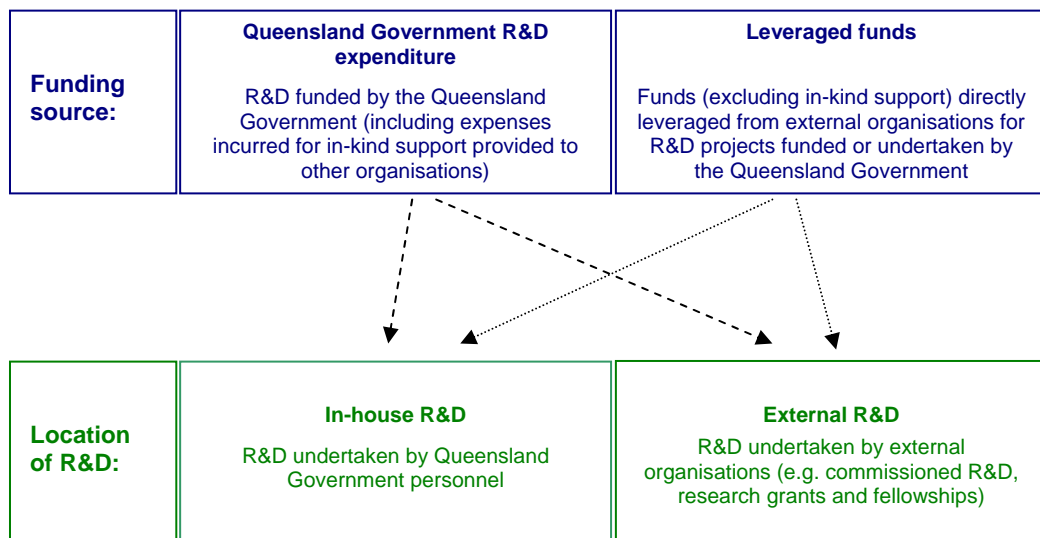 Funding
source:
Queensland Government R&D
expenditure
R&D funded by the Queensland
Government (including expenses
incurred for in-kind support provided to
other organisations)
Leveraged funds
Funds (excluding in-kind support) directly
leveraged from external organisations for
R&D projects funded or undertaken by
the Queensland Government
Location
of R&D:
In-house R&D
R&D undertaken by Queensland
Government personnel
External R&D
R&D undertaken by external
organisations (e.g. commissioned R&D,
research grants and fellowships)